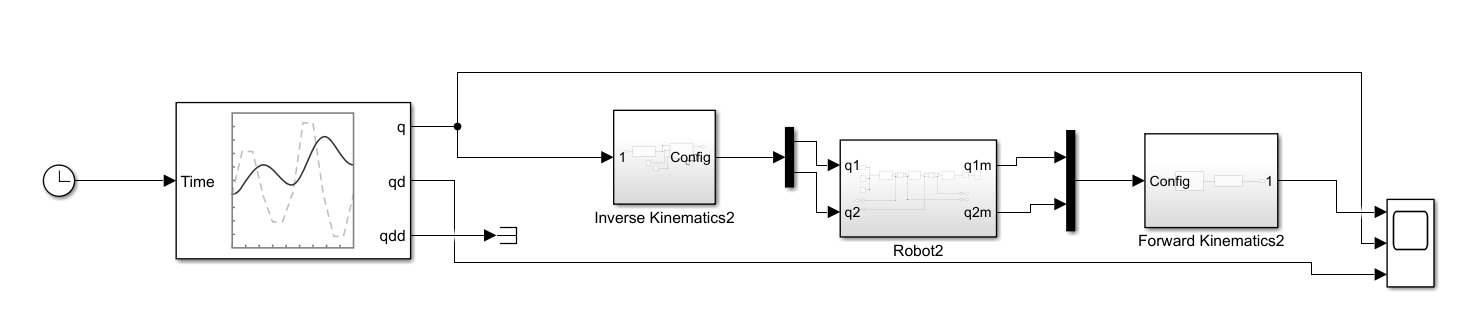 Time
q
qd
qdd
1
Config
Inverse Kinematics2
q1
q2
q1m
q2m
Robot2
Config
1
Forward Kinematics2